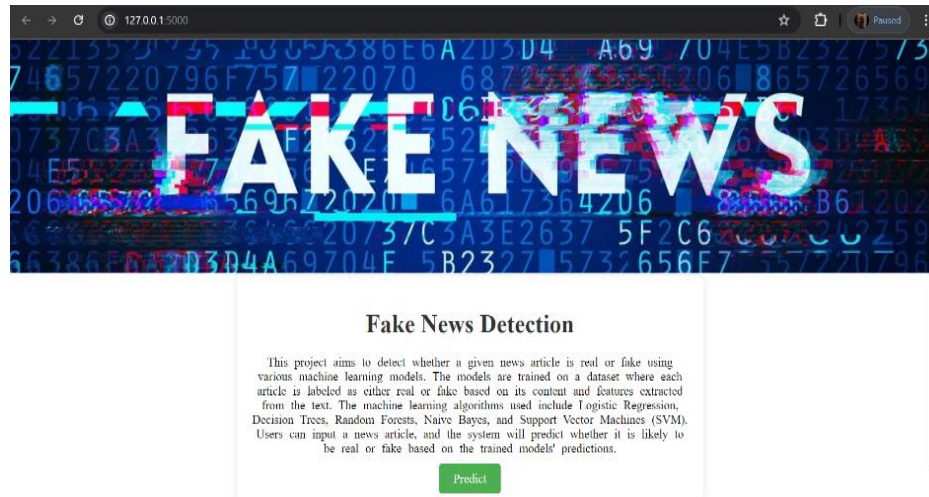 127.0.0.1:5000
Paused
FAKE NEWS
Fake News Detection
This project aims to detect whether a given news article is real or fake using
various machine learning models. The models are trained on a dataset where each
article is labeled as either real or fake based on its content and features extracted
from the text. The machine learning algorithms used include Logistic Regression,
Decision Trees, Random Forests, Naive Bayes, and Support Vector Machines (SVM).
Users can input a news article, and the system will predict whether it is likely to
be real or fake based on the trained models' predictions.
Predict